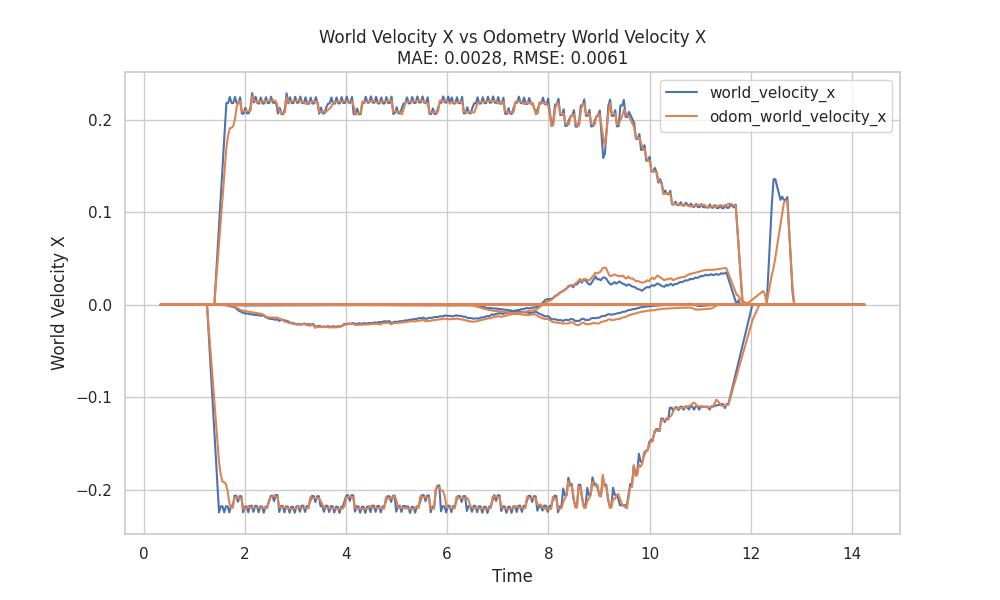 World Velocity X vs Odometry World Velocity X
MAE: 0.0028, RMSE: 0.0061
world_velocity_x
odom_world_velocity_x
World Velocity X
0.2
0.1
0.0
−0.1
−0.2
0 2 4 6 8 10 12 14
Time